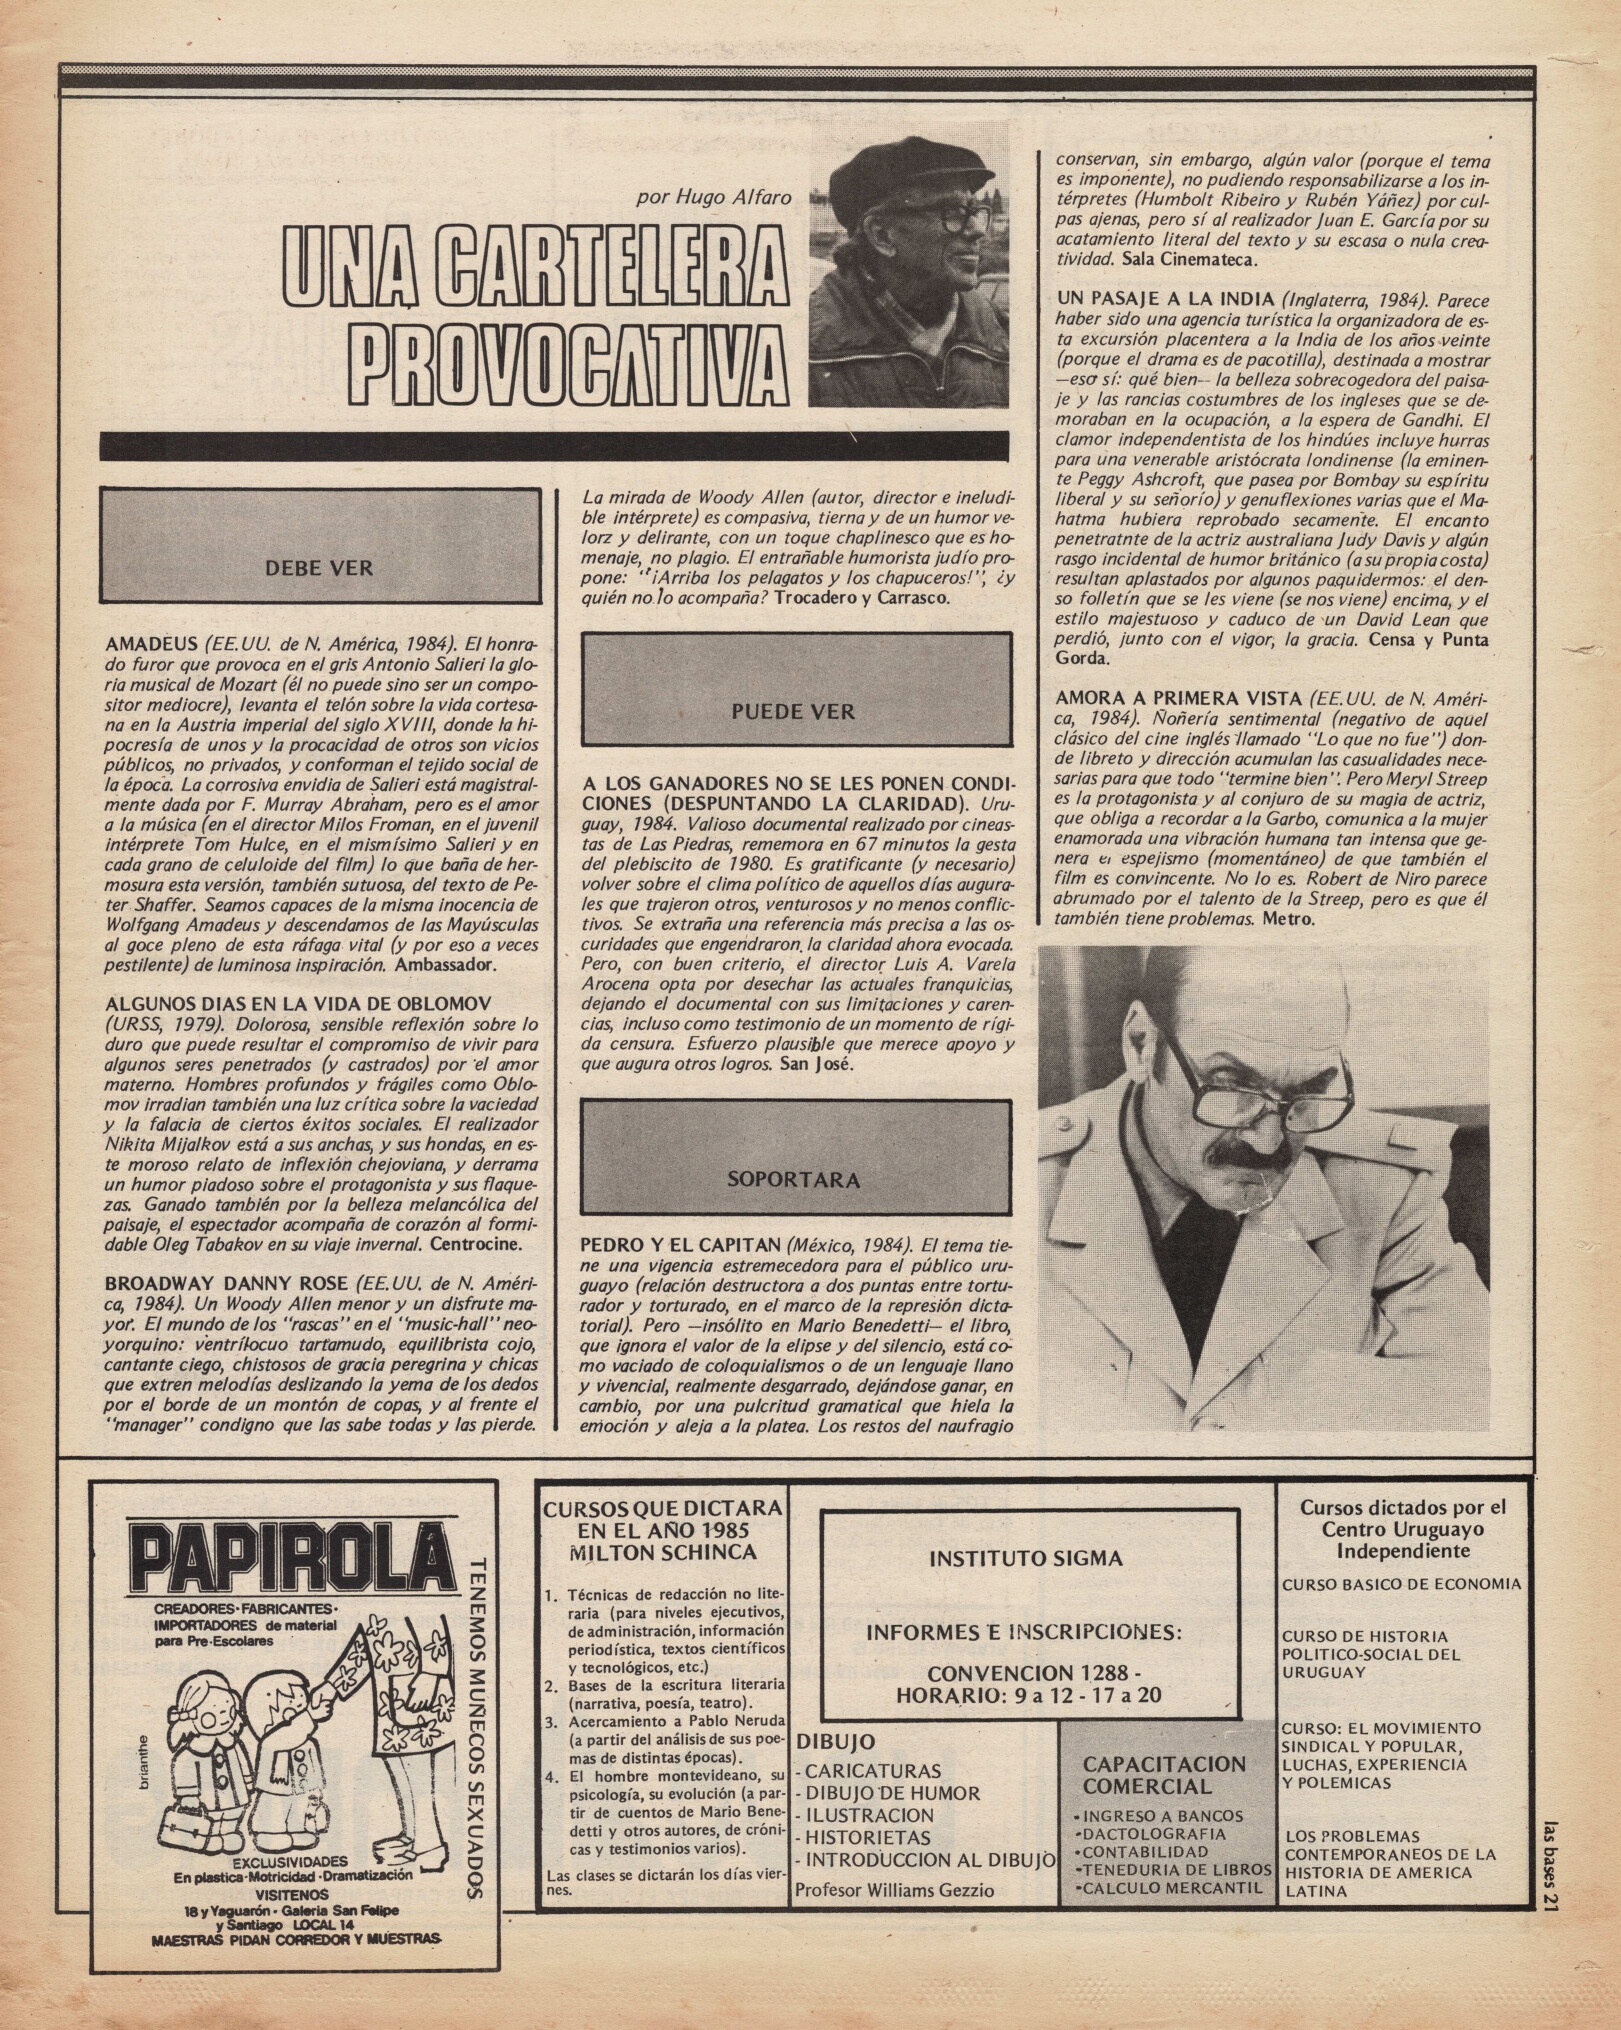 por Hugo Alfaro
UNA CARTELERA
PROVOCATIVA
DEBE VER
AMADEUS (EE.UU. de N. América, 1984). El honra-
do furor que provoca en el gris Antonio Salieri la glo-
ria musical de Mozart (él no puede sino ser un compo-
sitor mediocre), levanta el telón sobre la vida cortesa-
na en la Austria imperial del siglo XVIII, donde la hi-
pocresía de unos y la procacidad de otros son vicios
públicos, no privados, y conforman el tejido social de
la época. La corrosiva envidia de Salieri está magistral-
mente dada por F. Murray Abraham, pero es el amor
a la música (en el director Milos Froman, en el juvenil
intérprete Tom Hulce, en el mismísimo Salieri y en
cada grano de celuloide del film) lo que baña de her-
mosura esta versión, también sutuosa, del texto de Pe-
ter Shaffer. Seamos capaces de la misma inocencia de
Wolfgang Amadeus y descendamos de las Mayúsculas
al goce pleno de esta ráfaga vital (y por eso a veces
pestilente) de luminosa inspiración. Ambassador.
ALGUNOS DIAS EN LA VIDA DE OBLOMOV
(URSS, 1979). Dolorosa, sensible reflexión sobre lo
duro que puede resultar el compromiso de vivir para
algunos seres penetrados (y castrados) por el amor
materno. Hombres profundos y frágiles como Oblo-
mov irradian también una luz crítica sobre la vaciedad
y la falacia de ciertos éxitos sociales. El realizador
Nikita Mijalkov está a sus anchas, y sus hondas, en es-
te moroso relato de inflexión chejoviana, y derrama
un humor piadoso sobre el protagonista y sus flaque-
zas. Ganado también por la belleza melancólica del
paisaje, el espectador acompaña de corazón al formi-
dable Oleg Tabakov en su viaje invernal. Centrocine.
BROADWAY DANNY ROSE (EE.UU. de N. Améri-
ca, 1984). Un Woody Allen menor y un disfrute ma-
yor. El mundo de los "rascas" en el "music-hall" neo-
yorquino: ventrílocuo tartamudo, equilibrista cojo,
cantante ciego, chistosos de gracia peregrina y chicas
que extren melodías deslizando la yema de los dedos
por el borde de un montón de copas, y al frente el
"manager" condigno que las sabe todas y las pierde.
La mirada de Woody Allen (autor, director e ineludi-
ble intérprete) es compasiva, tierna y de un humor ve-
lorz y delirante, con un toque chaplinesco que es ho-
menaje, no plagio. El entrañable humorista judío pro-
pone: "¡Arriba los pelagatos y los chapuceros!", ¿y
quién no lo acompaña? Trocadero y Carrasco.
PUEDE VER
A LOS GANADORES NO SE LES PONEN CONDI-
CIONES (DESPUNTANDO LA CLARIDAD). Uru-
guay, 1984. Valioso documental realizado por cineas-
tas de Las Piedras, rememora en 67 minutos la gesta
del plebiscito de 1980. Es gratificante (y necesario)
volver sobre el clima político de aquellos días augura-
les que trajeron otros, venturosos y no menos conflic-
tivos. Se extraña una referencia más precisa a las os-
curidades que engendraron la claridad ahora evocada.
Pero, con buen criterio, el director Luis A. Varela
Arocena opta por desechar las actuales franquicias,
dejando el documental con sus limitaciones y caren-
cias, incluso como testimonio de un momento de rígi-
da censura. Esfuerzo plausible que merece apoyo y
que augura otros logros. San José.
SOPORTARA
PEDRO Y EL CAPITAN (México, 1984). El tema tie-
ne una vigencia estremecedora para el público uru-
guayo (relación destructora a dos puntas entre tortu-
rador y torturado, en el marco de la represión dicta-
torial). Pero —insólito en Mario Benedetti— el libro,
que ignora el valor de la elipse y del silencio, está co-
mo vaciado de coloquialismos o de un lenguaje llano
y vivencial, realmente desgarrado, dejándose ganar, en
cambio, por una pulcritud gramatical que hiela la
emoción y aleja a la platea. Los restos del naufragio
conservan, sin embargo, algún valor (porque el tema
es imponente), no pudiendo responsabilizarse a los in-
térpretes (Humbolt Ribeiro y Rubén Yáñez) por cul-
pas ajenas, pero sí al realizador Juan E. García por su
acatamiento literal del texto y su escasa o nula crea-
tividad. Sala Cinemateca.
UN PASAJE A LA INDIA (Inglaterra, 1984). Parece
haber sido una agencia turística la organizadora de es-
ta excursión placentera a la India de los años veinte
(porque el drama es de pacotilla), destinada a mostrar
—eso sí: qué bien-- la belleza sobrecogedora del paisa-
je y las rancias costumbres de los ingleses que se de-
moraban en la ocupación, a la espera de Gandhi. El
clamor independentista de los hindúes incluye hurras
para una venerable aristócrata londinense (la eminen-
te Peggy Ashcroft, que pasea por Bombay su espíritu
liberal y su señorío) y genuflexiones varias que el Ma-
hatma hubiera reprobado secamente. El encanto
penetratnte de la actriz australiana Judy Davis y algún
rasgo incidental de humor británico (a su propia costa)
resultan aplastados por algunos paquidermos: el den-
so folletín que se les viene (se nos viene) encima, y el
estilo majestuoso y caduco de un David Lean que
perdió, junto con el vigor, la gracia. Censa y Punta
Gorda.
AMORA A PRIMERA VISTA (EE.UU. de N. Améri-
ca, 1984). Ñoñería sentimental (negativo de aquel
clásico del cine inglés llamado "Lo que no fue") don-
de libreto y dirección acumulan las casualidades nece-
sarias para que todo "termine bien". Pero Meryl Streep
es la protagonista y al conjuro de su magia de actriz,
que obliga a recordar a la Garbo, comunica a la mujer
enamorada una vibración humana tan intensa que ge-
nera el espejismo (momentáneo) de que también el
film es convincente. No lo es. Robert de Niro parece
abrumado por el talento de la Streep, pero es que él
también tiene problemas. Metro.
PAPIROLA
CREADORES·FABRICANTES·
IMPORTADORES de material
para Pre-Escolares
TENEMOS MUÑECOS SEXUADOS
brianthe
EXCLUSIVIDADES
En plastica·Motricidad·Dramatización
VISITENOS
18 y Yaguarón · Galeria San Felipe
y Santiago LOCAL 14
MAESTRAS PIDAN CORREDOR Y MUESTRAS
CURSOS QUE DICTARA
EN EL AÑO 1985
MILTON SCHINCA
1. Técnicas de redacción no lite-
raria (para niveles ejecutivos,
de administración, información
periodística, textos científicos
y tecnológicos, etc.)
2. Bases de la escritura literaria
(narrativa, poesía, teatro).
3. Acercamiento a Pablo Neruda
(a partir del análisis de sus poe-
mas de distintas épocas).
4. El hombre montevideano, su
psicología, su evolución (a par-
tir de cuentos de Mario Bene-
detti y otros autores, de cróni-
cas y testimonios varios).
Las clases se dictarán los días vier-
nes.
INSTITUTO SIGMA
INFORMES E INSCRIPCIONES:
CONVENCION 1288 -
HORARIO: 9 a 12 - 17 a 20
DIBUJO
- CARICATURAS
- DIBUJO DE HUMOR
- ILUSTRACION
- HISTORIETAS
- INTRODUCCION AL DIBUJO
Profesor Williams Gezzio
CAPACITACION
COMERCIAL
• INGRESO A BANCOS
• DACTOLOGRAFIA
• CONTABILIDAD
• TENEDURIA DE LIBROS
• CALCULO MERCANTIL
Cursos dictados por el
Centro Uruguayo
Independiente
CURSO BASICO DE ECONOMIA
CURSO DE HISTORIA
POLITICO-SOCIAL DEL
URUGUAY
CURSO: EL MOVIMIENTO
SINDICAL Y POPULAR,
LUCHAS, EXPERIENCIA
Y POLEMICAS
LOS PROBLEMAS
CONTEMPORANEOS DE LA
HISTORIA DE AMERICA
LATINA
las bases 21